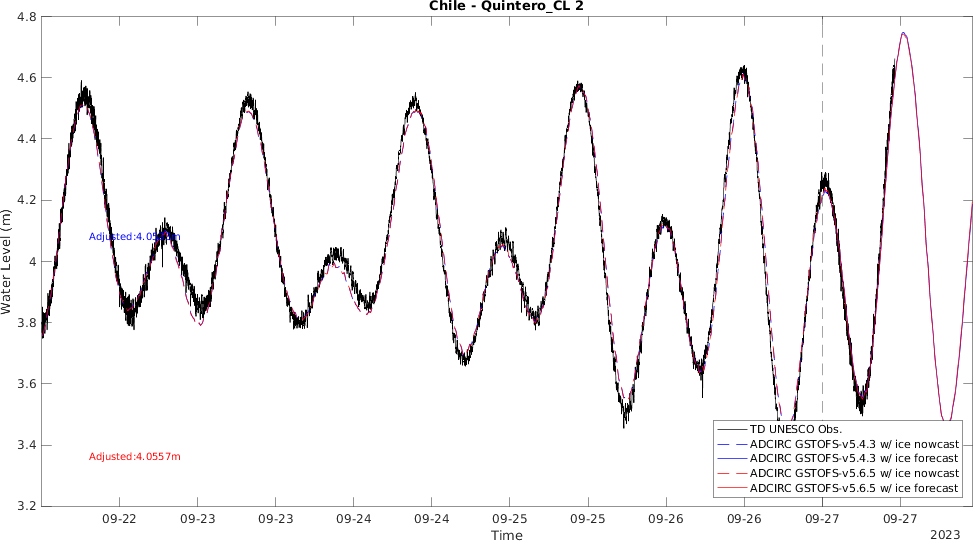 Chile - Quintero_CL 2
4.8
4.6
4.4
4.2
4
3.8
3.6
3.4
3.2
Water Level (m)
Adjusted:4.0557m
TD UNESCO Obs.
ADCIRC GSTOFS-v5.4.3 w/ ice nowcast
ADCIRC GSTOFS-v5.4.3 w/ ice forecast
ADCIRC GSTOFS-v5.6.5 w/ ice nowcast
ADCIRC GSTOFS-v5.6.5 w/ ice forecast
09-22 09-23 09-23 09-24 09-24 09-25 09-25 09-26 09-26 09-27 09-27
Time
2023